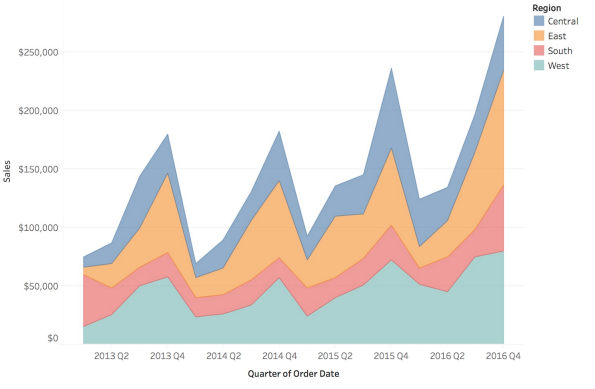 Region
Central
East
South
West
$250,000
$200,000
$150,000
$100,000
$50,000
$0
Sales
2013 Q2 2013 Q4 2014 Q2 2014 Q4 2015 Q2 2015 Q4 2016 Q2 2016 Q4
Quarter of Order Date